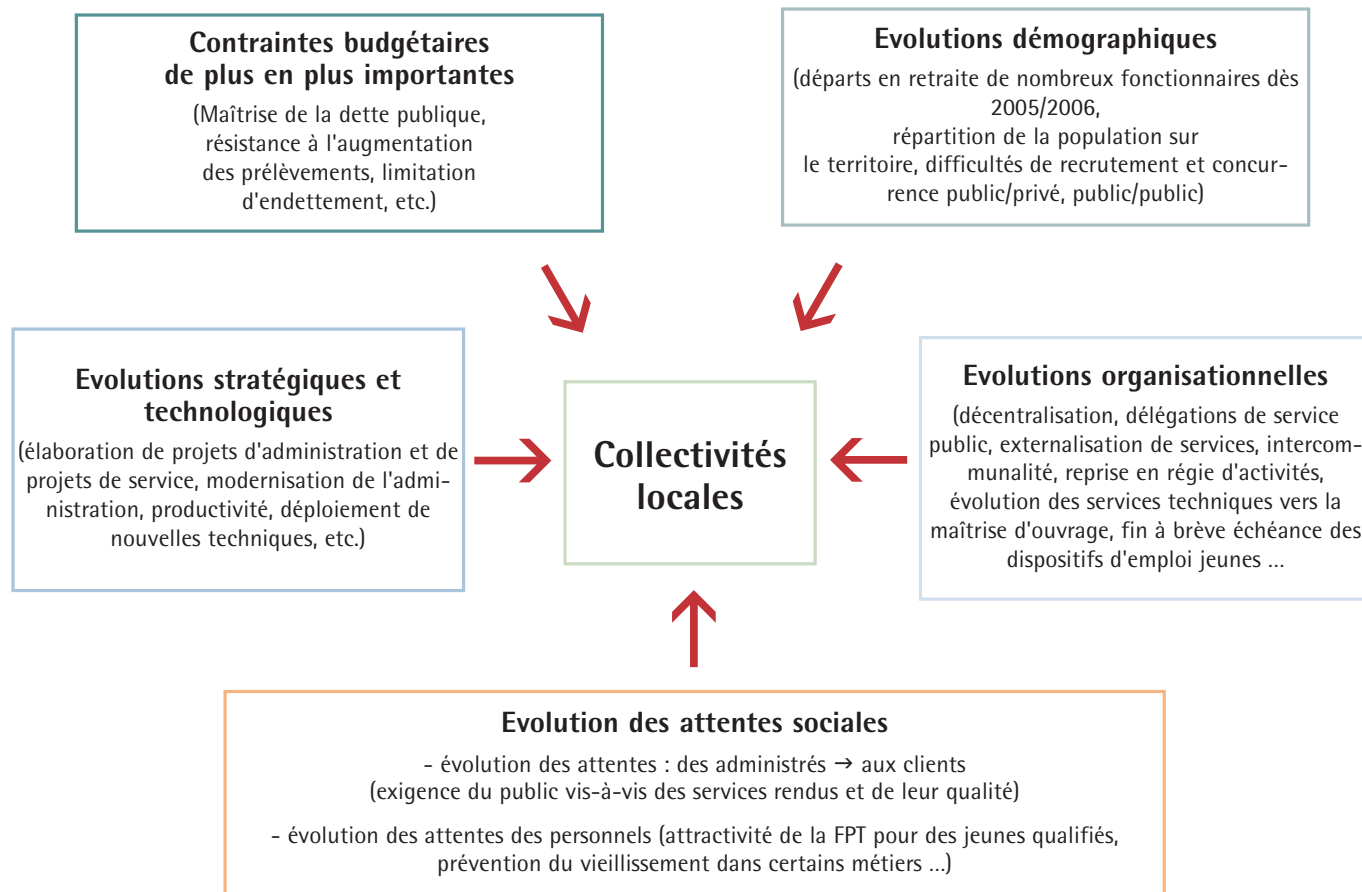 Contraintes budgétaires
de plus en plus importantes
(Maîtrise de la dette publique,
résistance à l'augmentation
des prélèvements, limitation
d'endettement, etc.)
Evolutions démographiques
(départs en retraite de nombreux fonctionnaires dès
2005/2006,
répartition de la population sur
le territoire, difficultés de recrutement et concur-
rence public/privé, public/public)
Evolutions stratégiques et
technologiques
(élaboration de projets d'administration et de
projets de service, modernisation de l'admi-
nistration, productivité, déploiement de
nouvelles techniques, etc.)
Collectivités
locales
Evolutions organisationnelles
(décentralisation, délégations de service
public, externalisation de services, intercom-
munalité, reprise en régie d'activités,
évolution des services techniques vers la
maîtrise d'ouvrage, fin à brève échéance des
dispositifs d'emploi jeunes ...
Evolution des attentes sociales
- évolution des attentes : des administrés → aux clients
(exigence du public vis-à-vis des services rendus et de leur qualité)
- évolution des attentes des personnels (attractivité de la FPT pour des jeunes qualifiés,
prévention du vieillissement dans certains métiers ...)